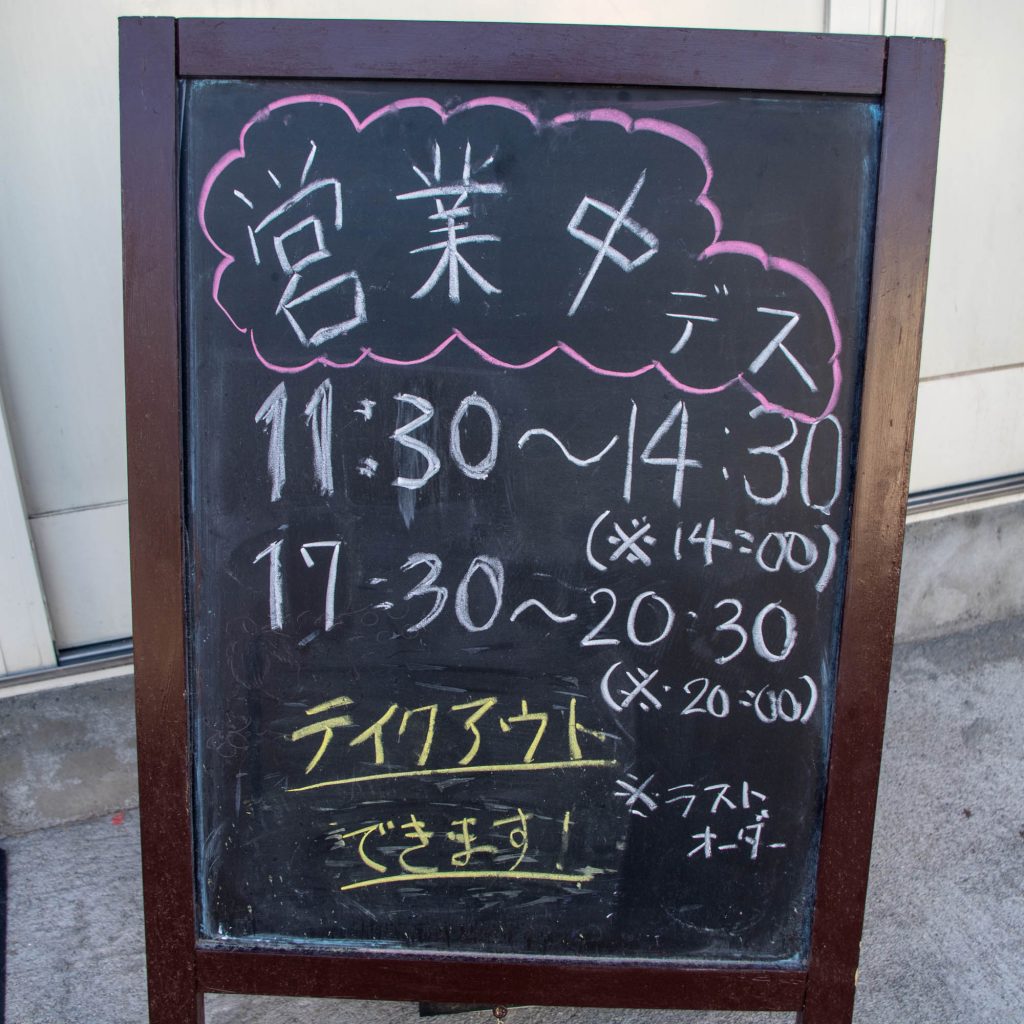 営業中デス
11:30〜14:30
(※14:00)
17:30〜20:30
(※20:00)
テイクアウト
できます!
※ラスト
オーダー